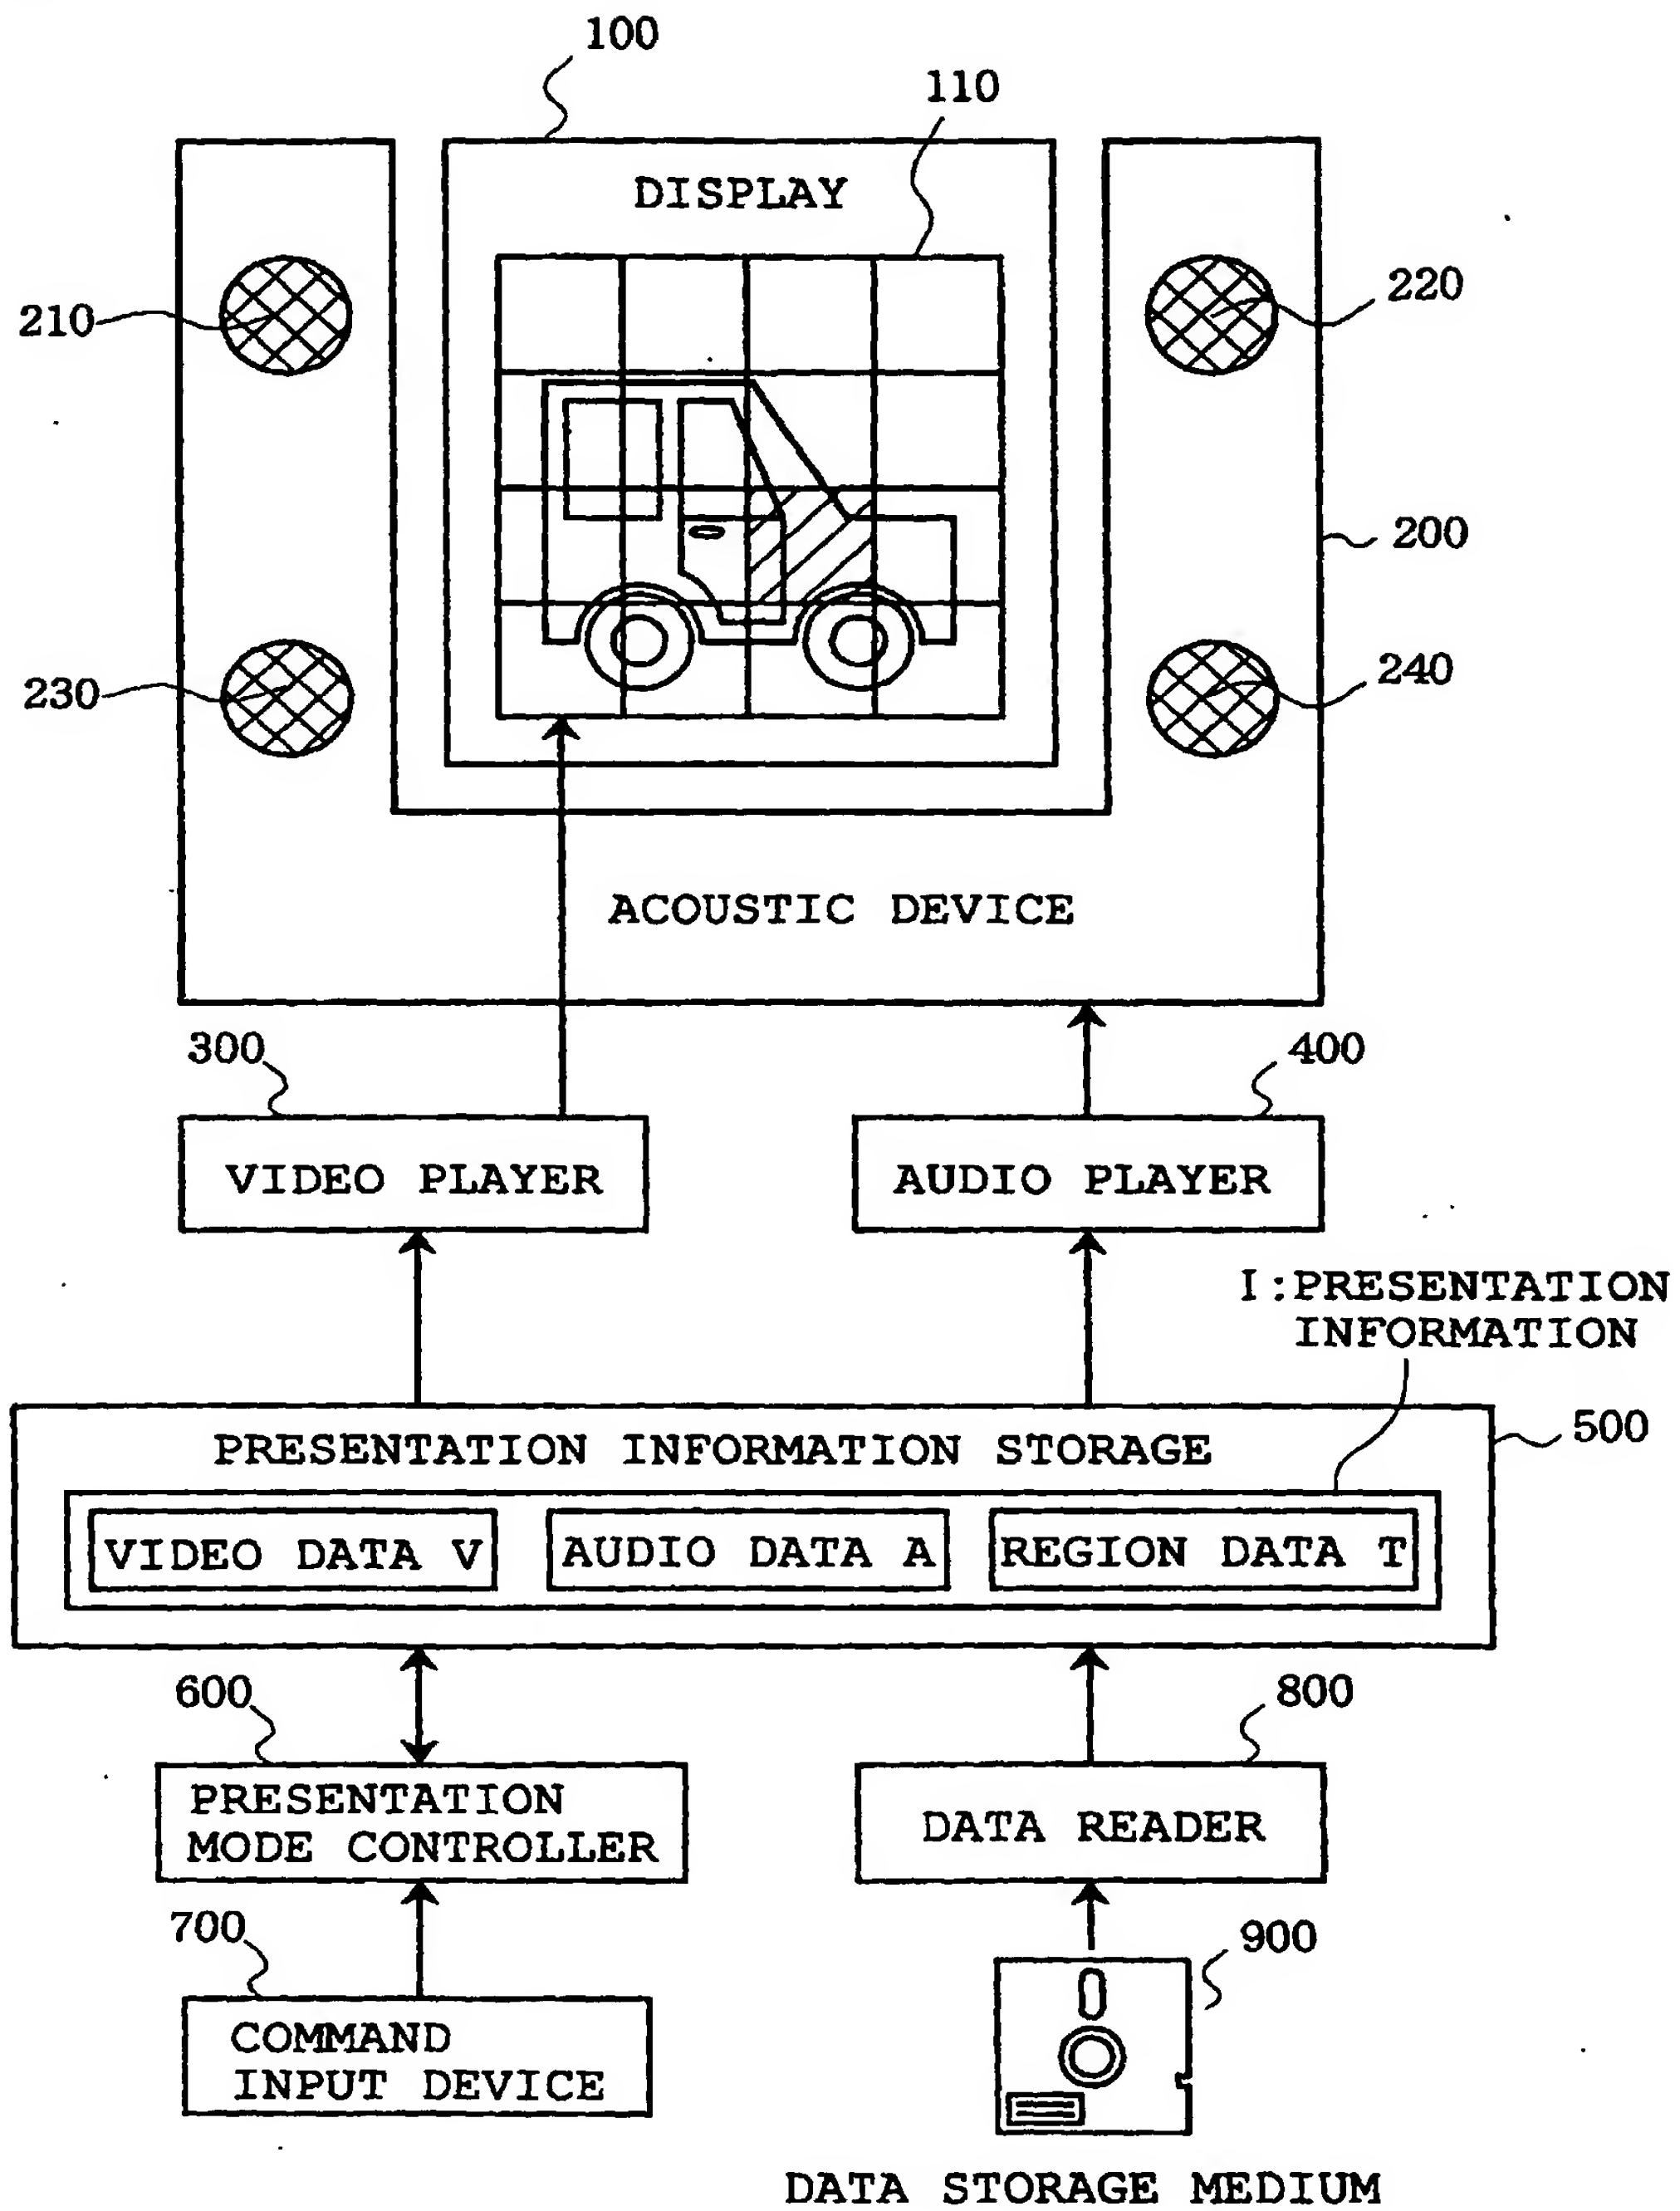 100
110
DISPLAY
210
220
200
230
240
ACOUSTIC DEVICE
300
400
VIDEO PLAYER
AUDIO PLAYER
I:PRESENTATION
INFORMATION
500
PRESENTATION INFORMATION STORAGE
VIDEO DATA V
AUDIO DATA A
REGION DATA T
600
800
PRESENTATION
MODE CONTROLLER
DATA READER
700
900
COMMAND
INPUT DEVICE
DATA STORAGE MEDIUM